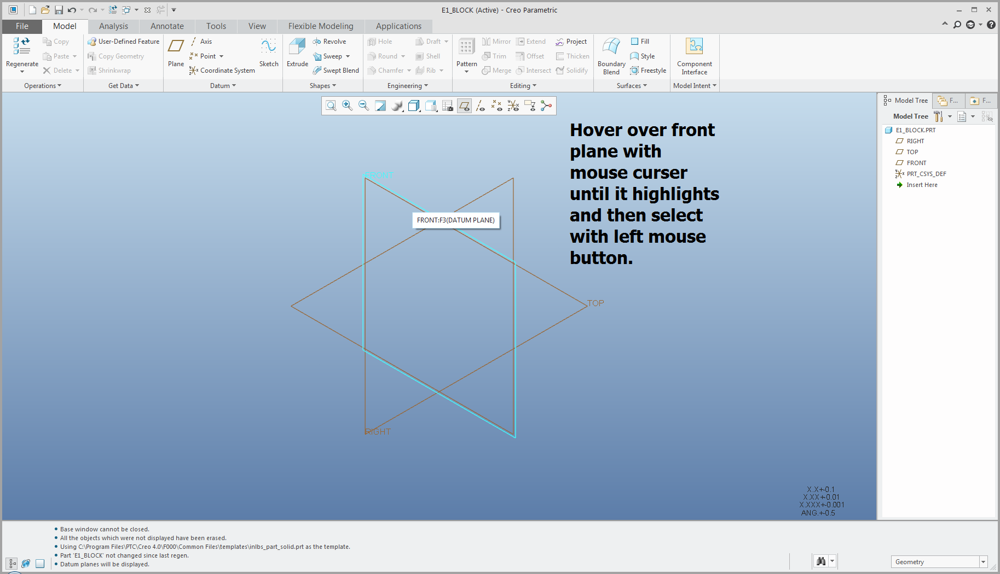 E1_BLOCK (Active) - Creo Parametric
File Model Analysis Annotate Tools View Flexible Modeling Applications
Regenerate
Copy
Paste
Delete
Operations
User-Defined Feature
Copy Geometry
Shrinkwrap
Get Data
Plane
Axis
Point
Coordinate System
Sketch
Datum
Extrude
Revolve
Sweep
Swept Blend
Shapes
Hole
Round
Chamfer
Draft
Shell
Rib
Engineering
Pattern
Mirror
Trim
Merge
Extend
Offset
Intersect
Project
Thicken
Solidify
Editing
Boundary
Blend
Fill
Style
Freestyle
Surfaces
Component
Interface
Model Intent
Hover over front
plane with
mouse curser
until it highlights
and then select
with left mouse
button.
FRONT
FRONT:F3(DATUM PLANE)
TOP
RIGHT
X.X+-0.1
X.XX+-0.01
X.XXX+-0.001
ANG.+-0.5
Model Tree F... F...
Model Tree
E1_BLOCK.PRT
RIGHT
TOP
FRONT
PRT_CSYS_DEF
Insert Here
• Base window cannot be closed.
• All the objects which were not displayed have been erased.
• Using C:\Program Files\PTC\Creo 4.0\F000\Common Files\templates\inlbs_part_solid.prt as the template.
• Part 'E1_BLOCK' not changed since last regen.
• Datum planes will be displayed.
Geometry